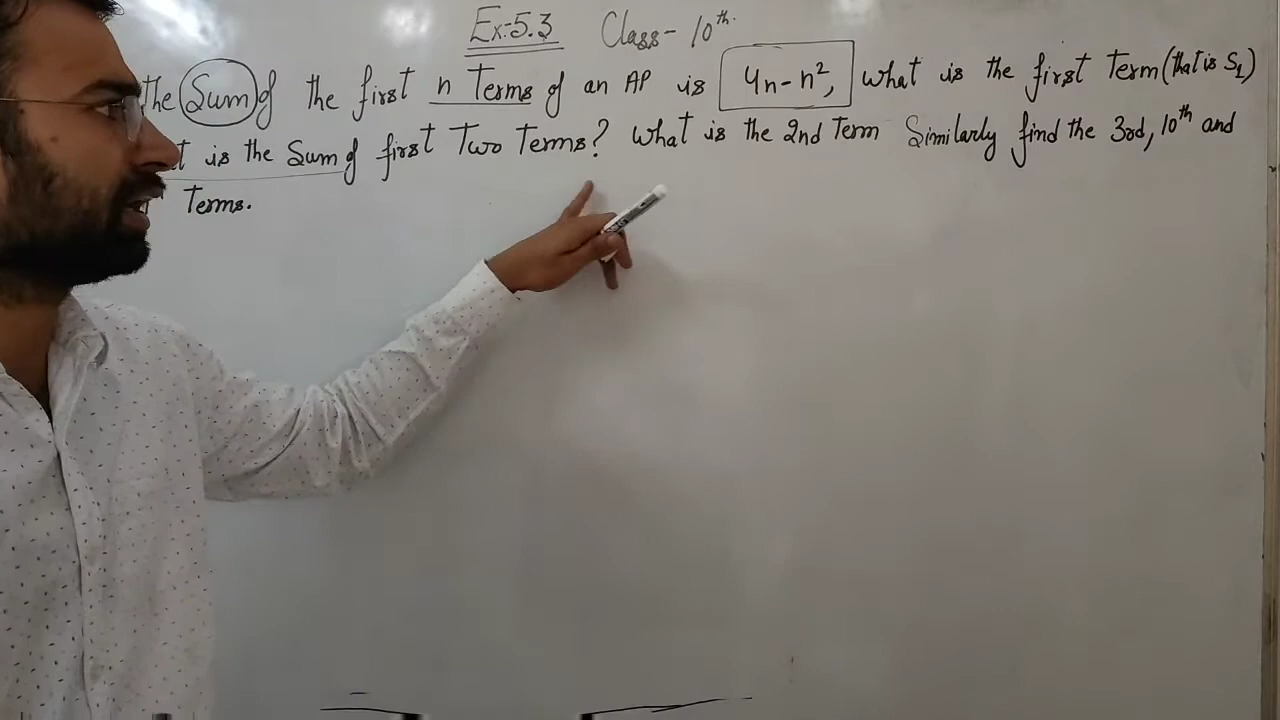 Ex:-5.3 Class- 10th.
The Sum of the first n Terms of an AP is 4n-n², what is the first Term (that is S1)
is the Sum of first Two Terms? what is the 2nd Term Similarly find the 3rd, 10th and
Terms.